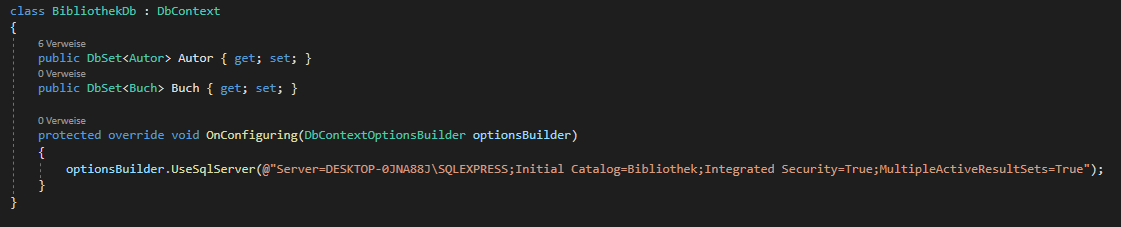 class BibliothekDb : DbContext
{
6 Verweise
public DbSet<Autor> Autor { get; set; }
0 Verweise
public DbSet<Buch> Buch { get; set; }
0 Verweise
protected override void OnConfiguring(DbContextOptionsBuilder optionsBuilder)
{
optionsBuilder.UseSqlServer(@"Server=DESKTOP-0JNA88J\SQLEXPRESS;Initial Catalog=Bibliothek;Integrated Security=True;MultipleActiveResultSets=True");
}
}